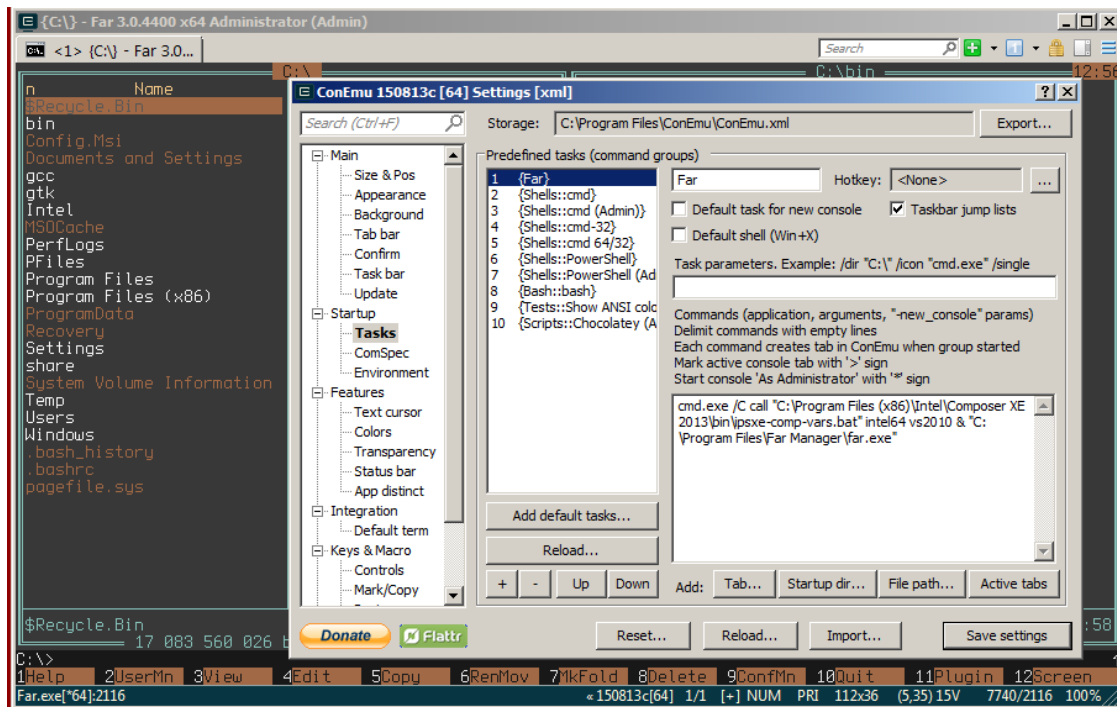 {C:\} - Far 3.0.4400 x64 Administrator (Admin)
<1> {C:\} - Far 3.0...
Search
C:\
C:\bin
12:56
n Name
$Recycle.Bin
bin
Config.Msi
Documents and Settings
gcc
gtk
Intel
MSOCache
PerfLogs
PFiles
Program Files
Program Files (x86)
ProgramData
Recovery
Settings
share
System Volume Information
Temp
Users
Windows
.bash_history
.bashrc
pagefile.sys
$Recycle.Bin
17 083 560 026 b
:58
ConEmu 150813c [64] Settings [xml]
Search (Ctrl+F)
Storage: C:\Program Files\ConEmu\ConEmu.xml Export...
Main
Size & Pos
Appearance
Background
Tab bar
Confirm
Task bar
Update
Startup
Tasks
ComSpec
Environment
Features
Text cursor
Colors
Transparency
Status bar
App distinct
Integration
Default term
Keys & Macro
Controls
Mark/Copy
Predefined tasks (command groups)
1 {Far}
2 {Shells::cmd}
3 {Shells::cmd (Admin)}
4 {Shells::cmd-32}
5 {Shells::cmd 64/32}
6 {Shells::PowerShell}
7 {Shells::PowerShell (Ad
8 {Bash::bash}
9 {Tests::Show ANSI colo
10 {Scripts::Chocolatey (A
Add default tasks...
Reload...
+ - Up Down
Far Hotkey: <None> ...
Default task for new console Taskbar jump lists
Default shell (Win+X)
Task parameters. Example: /dir "C:\" /icon "cmd.exe" /single
Commands (application, arguments, "-new_console" params)
Delimit commands with empty lines
Each command creates tab in ConEmu when group started
Mark active console tab with '>' sign
Start console 'As Administrator' with '*' sign
cmd.exe /C call "C:\Program Files (x86)\Intel\Composer XE
2013\bin\ipsxe-comp-vars.bat" intel64 vs2010 & "C:
\Program Files\Far Manager\far.exe"
Add: Tab... Startup dir... File path... Active tabs
Donate Flattr Reset... Reload... Import... Save settings
C:\>
1Help 2UserMn 3View 4Edit 5Copy 6RenMov 7MkFold 8Delete 9ConfMn 10Quit 11Plugin 12Screen
Far.exe[*64]:2116 «150813c[64] 1/1 [+] NUM PRI 112x36 (5,35) 15V 7740/2116 100%